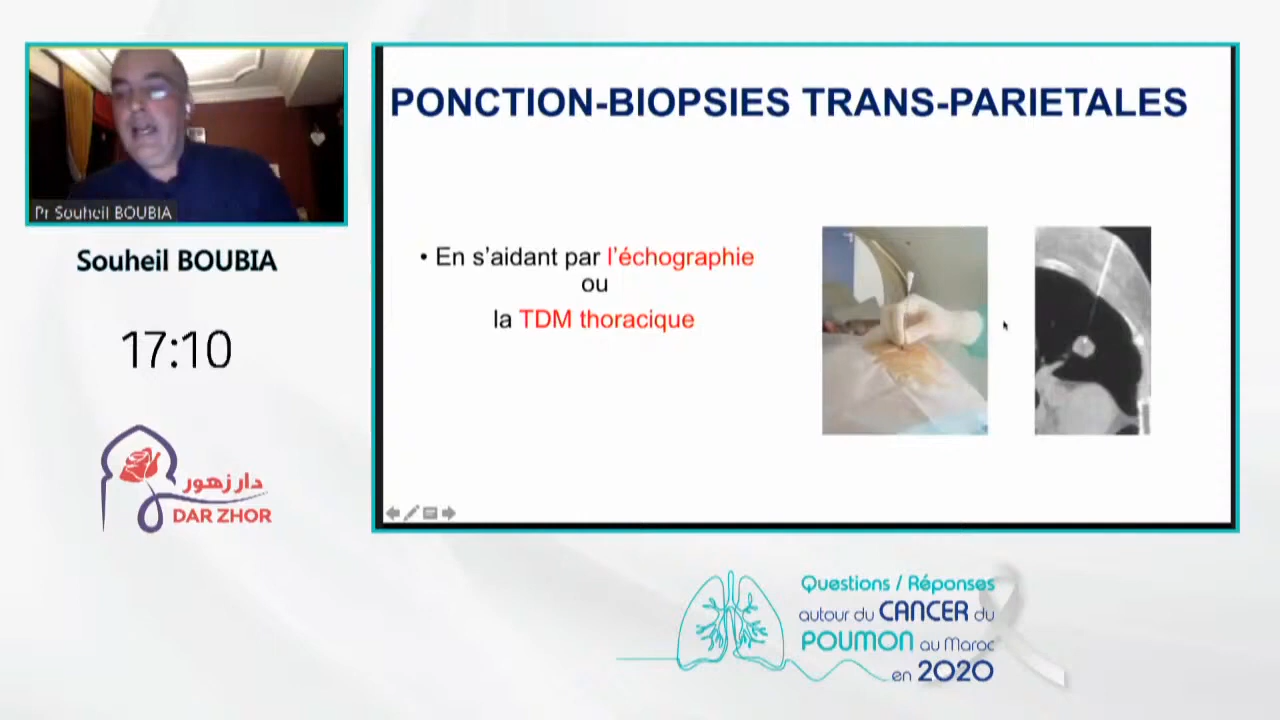 Pr Souheil BOUBIA
Souheil BOUBIA
17:10
دار زهور
DAR ZHOR
PONCTION-BIOPSIES TRANS-PARIETALES
• En s’aidant par l’échographie
ou
la TDM thoracique
Questions / Réponses
autour du CANCER du
POUMON au Maroc
en 2020